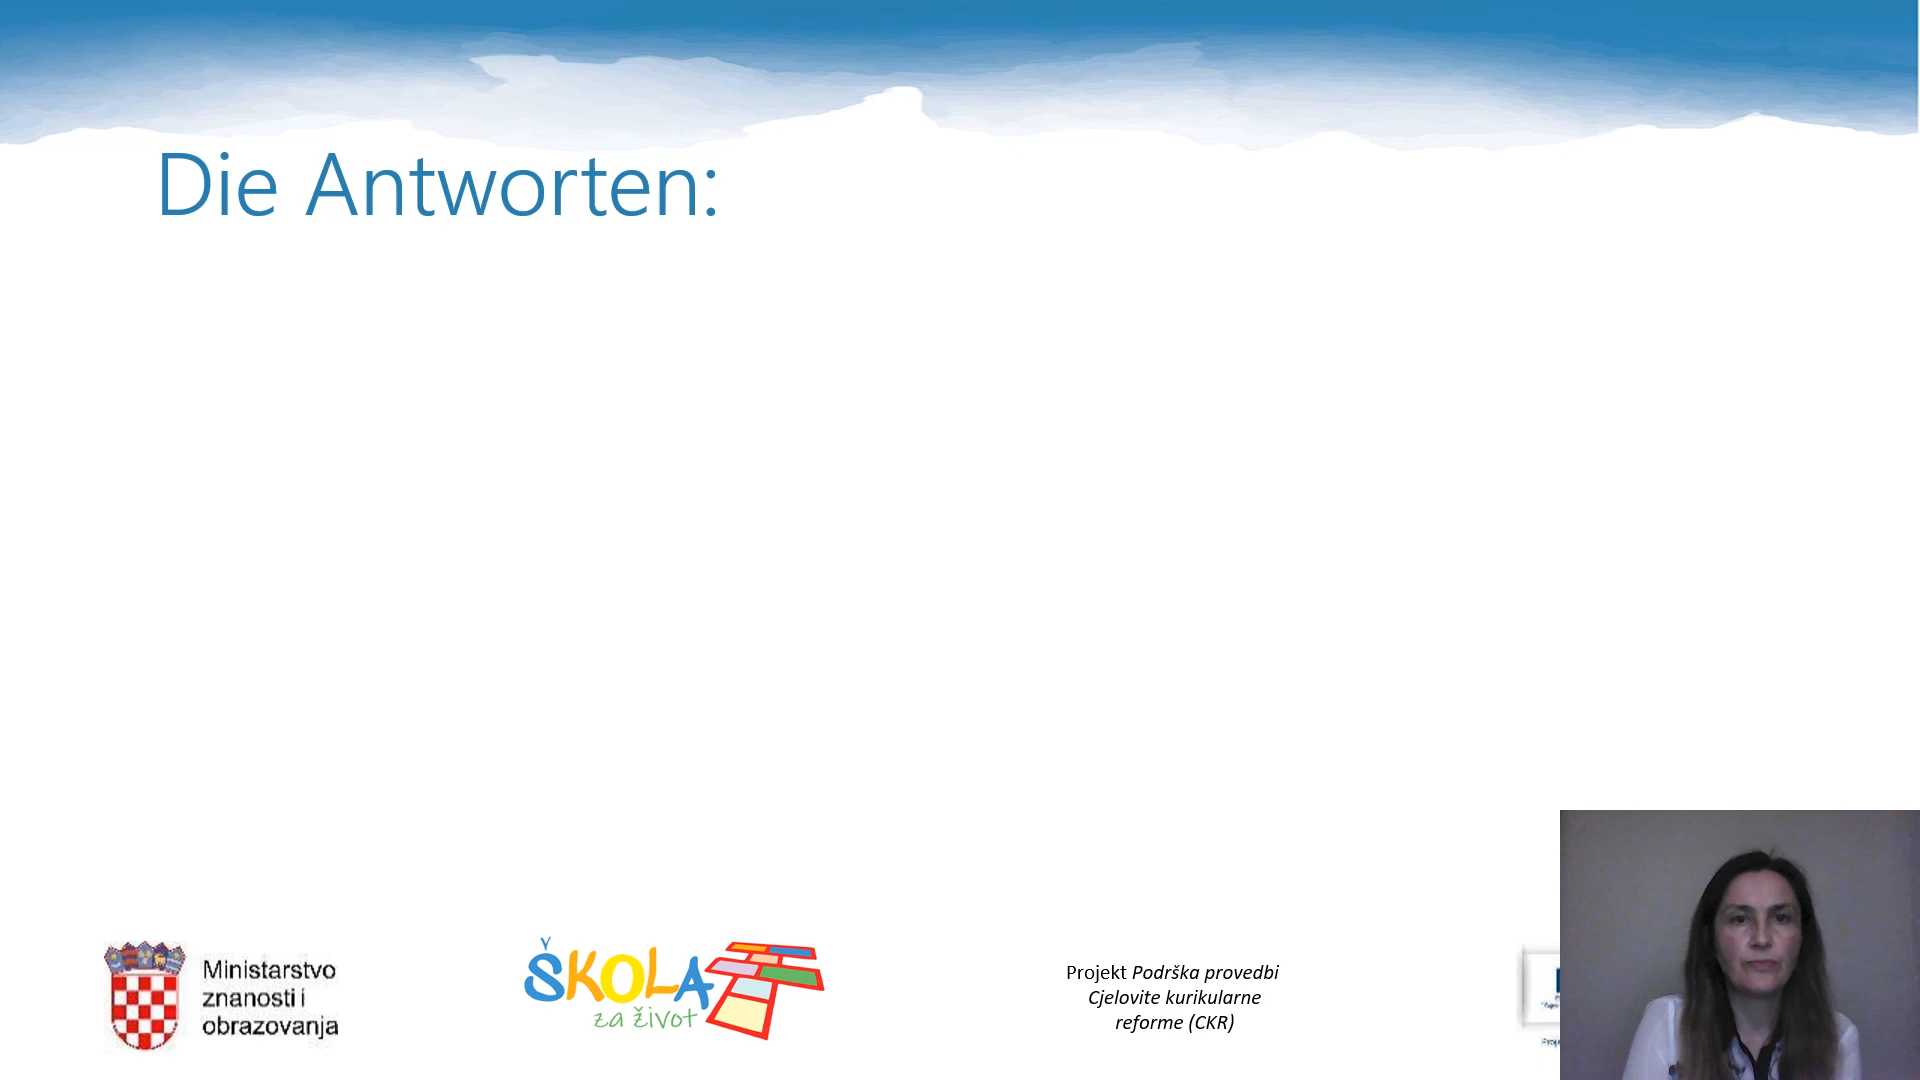 Die Antworten:
Ministarstvo
znanosti i
obrazovanja
ŠKOLA
za život
Projekt Podrška provedbi
Cjelovite kurikularne
reforme (CKR)